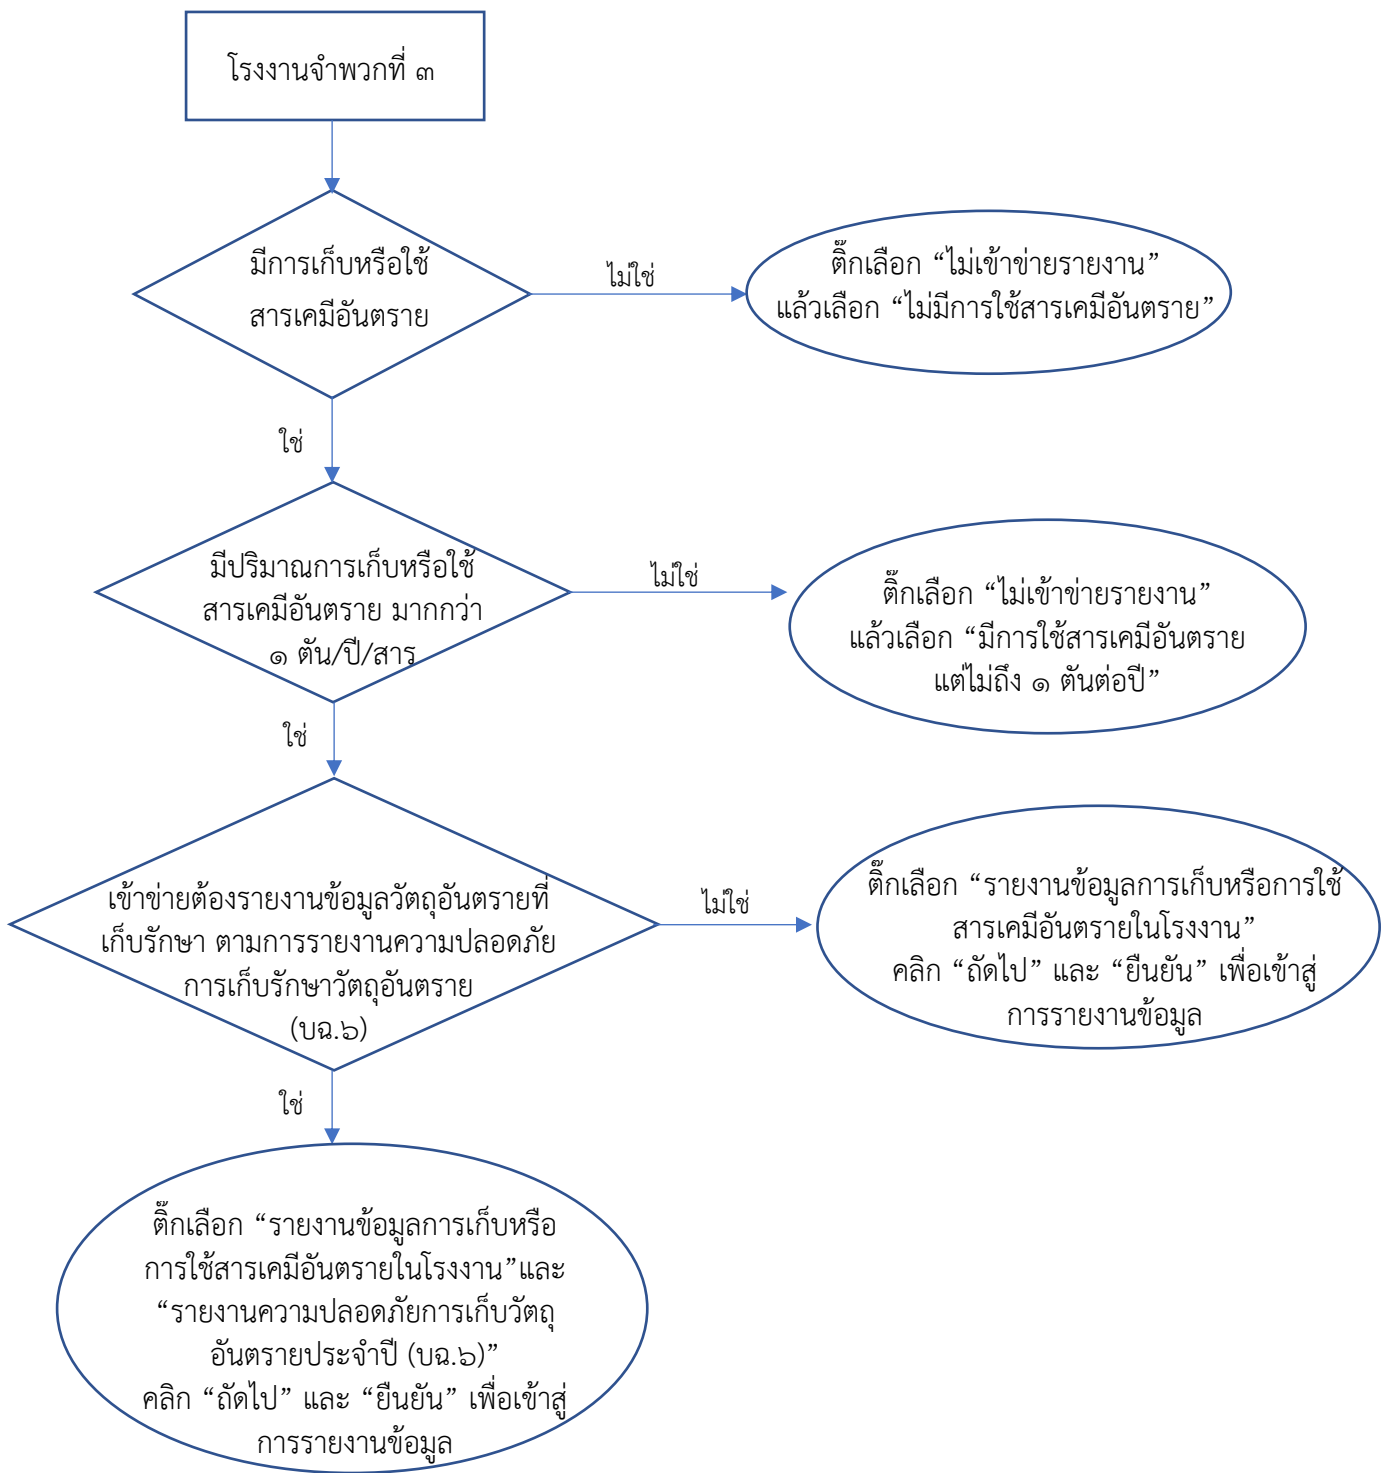 โรงงานจำพวกที่ ๓
มีการเก็บหรือใช้
สารเคมีอันตราย
ไม่ใช่
ติ๊กเลือก “ไม่เข้าข่ายรายงาน”
แล้วเลือก “ไม่มีการใช้สารเคมีอันตราย”
ใช่
มีปริมาณการเก็บหรือใช้
สารเคมีอันตราย มากกว่า
๑ ตัน/ปี/สาร
ไม่ใช่
ติ๊กเลือก “ไม่เข้าข่ายรายงาน”
แล้วเลือก “มีการใช้สารเคมีอันตราย
แต่ไม่ถึง ๑ ตันต่อปี”
ใช่
เข้าข่ายต้องรายงานข้อมูลวัตถุอันตรายที่
เก็บรักษา ตามการรายงานความปลอดภัย
การเก็บรักษาวัตถุอันตราย
(บฉ.๖)
ไม่ใช่
ติ๊กเลือก “รายงานข้อมูลการเก็บหรือการใช้
สารเคมีอันตรายในโรงงาน”
คลิก “ถัดไป” และ “ยืนยัน” เพื่อเข้าสู่
การรายงานข้อมูล
ใช่
ติ๊กเลือก “รายงานข้อมูลการเก็บหรือ
การใช้สารเคมีอันตรายในโรงงาน”และ
“รายงานความปลอดภัยการเก็บวัตถุ
อันตรายประจำปี (บฉ.๖)”
คลิก “ถัดไป” และ “ยืนยัน” เพื่อเข้าสู่
การรายงานข้อมูล